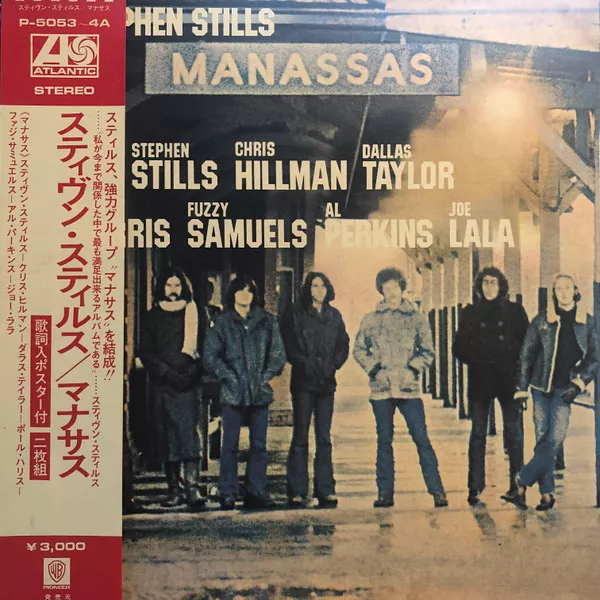 スティヴン・スティルス／マナサス
P-5053〜4A
ATLANTIC
STEREO
スティルス、強力グループ〝マナサス〟を結成!!
……〝私が今まで関係した中で最も満足出来るアルバムである〟……スティヴン・スティルス
スティヴン・スティルス／マナサス
歌詞入ポスター付
二枚組
《マナサス》スティヴン・スティルス—クリス・ヒルマン—ダラス・テイラー—ポール・ハリス—
ファジ・サミュエルス—アル・パーキンス—ジョー・ララ
￥3,000
WB
PIONEER
発売元
PHEN STILLS
MANASSAS
STEPHEN CHRIS DALLAS
STILLS HILLMAN TAYLOR
FUZZY AL JOE
RIS SAMUELS PERKINS LALA